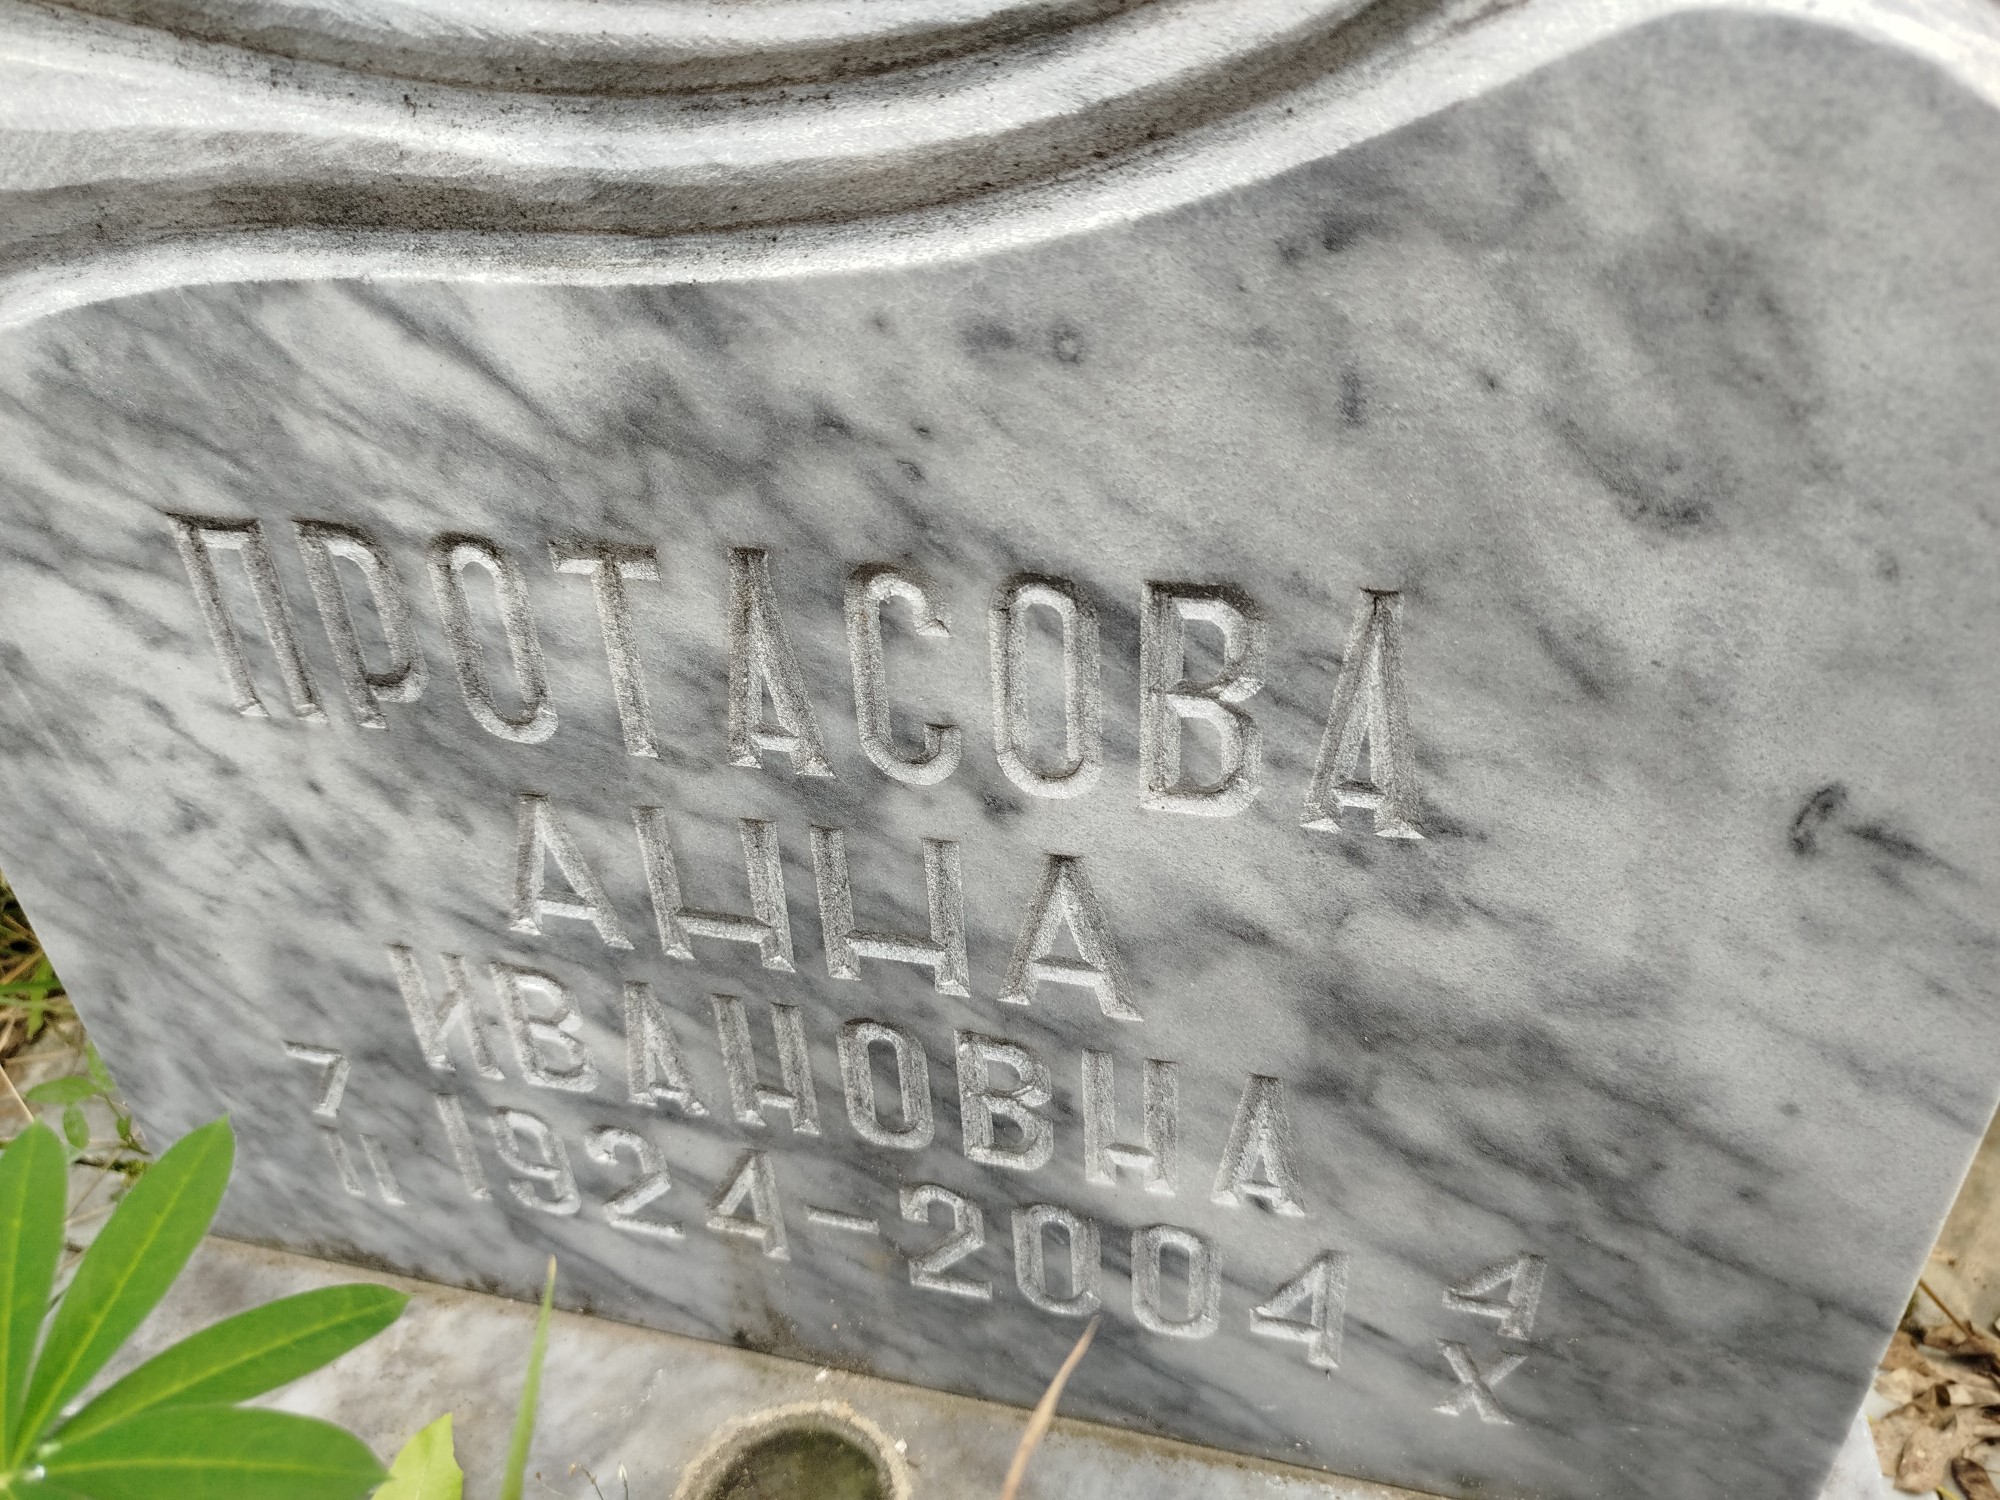 ПРОТАСОВА
АННА
ИВАНОВНА
7 1924-2004 4
II X